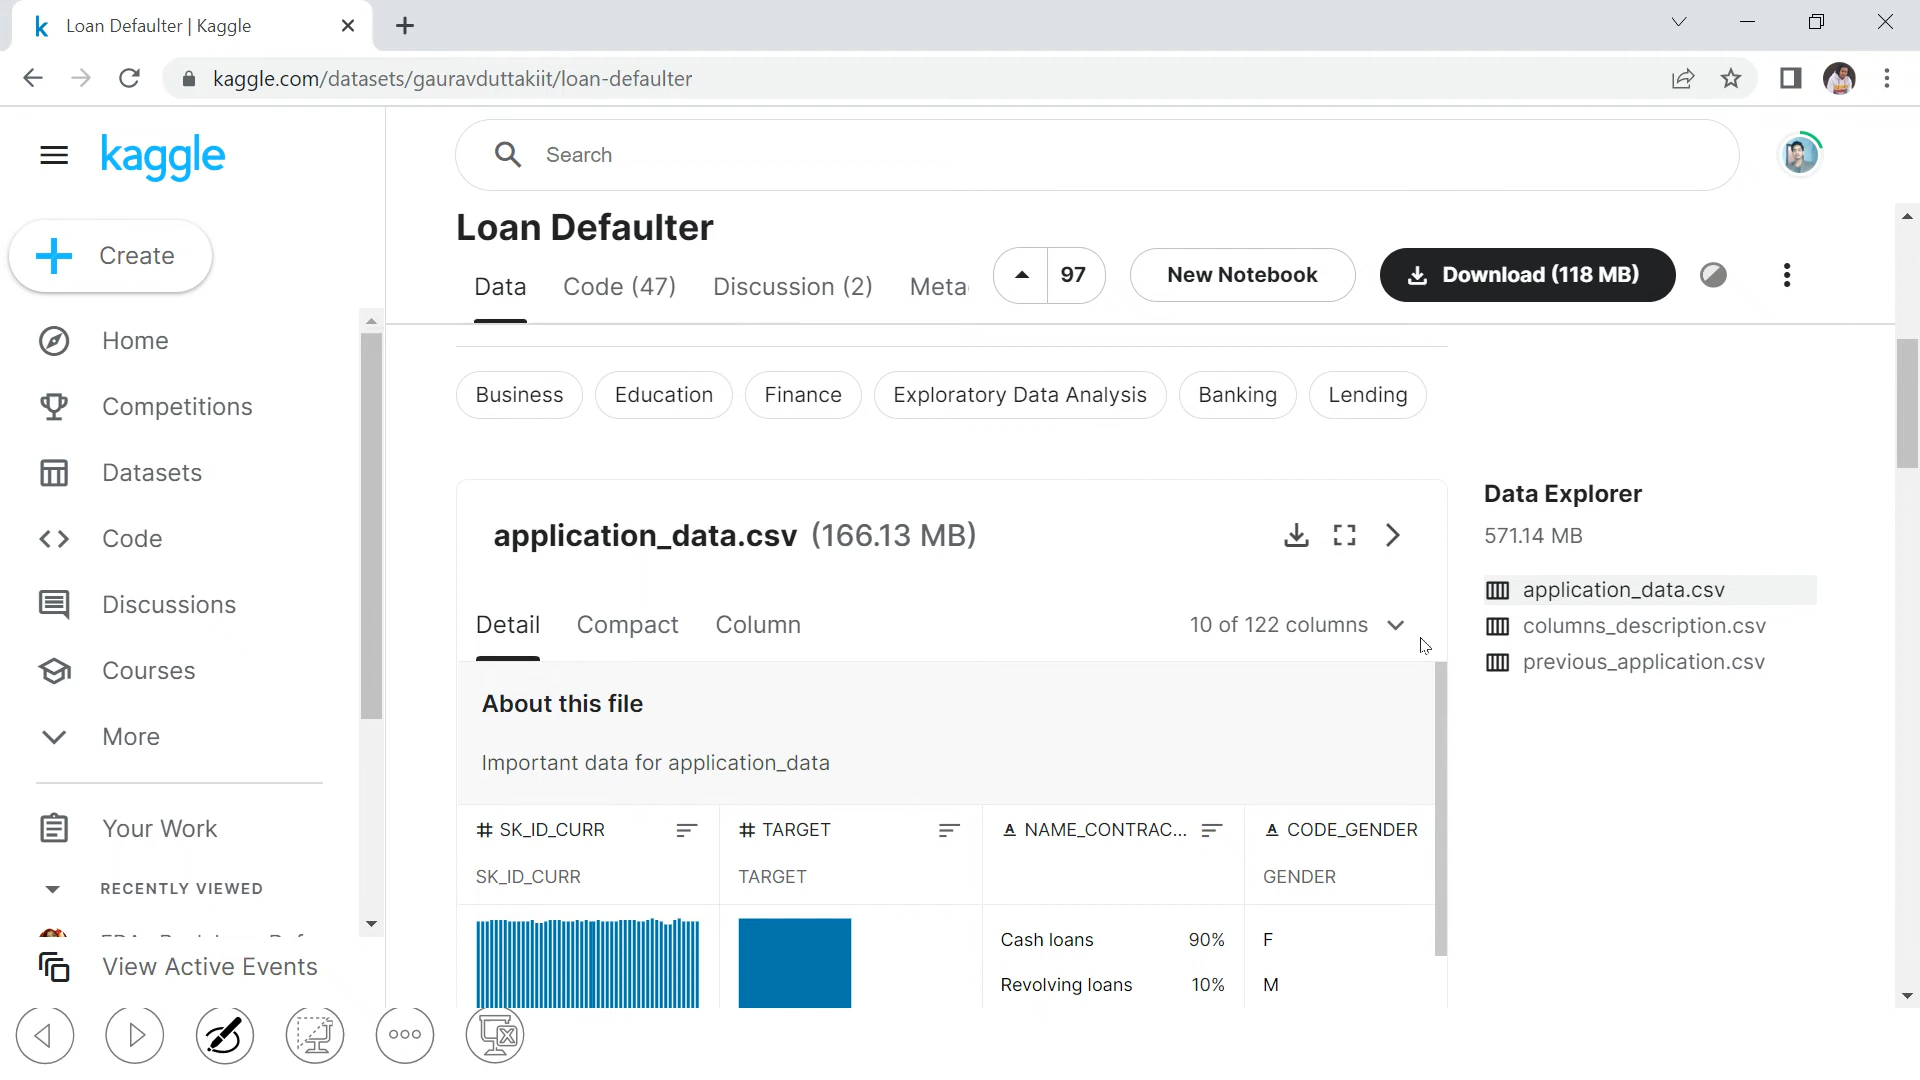 Loan Defaulter | Kaggle
kaggle.com/datasets/gauravduttakiit/loan-defaulter
kaggle
Search
Create
Loan Defaulter
Data
Code (47)
Discussion (2)
Meta
97
New Notebook
Download (118 MB)
Home
Competitions
Datasets
Code
Discussions
Courses
More
Your Work
RECENTLY VIEWED
View Active Events
Business
Education
Finance
Exploratory Data Analysis
Banking
Lending
application_data.csv (166.13 MB)
Detail
Compact
Column
10 of 122 columns
About this file
Important data for application_data
# SK_ID_CURR
# TARGET
A NAME_CONTRAC...
A CODE_GENDER
SK_ID_CURR
TARGET
GENDER
Cash loans 90%
F
Revolving loans 10%
M
Data Explorer
571.14 MB
application_data.csv
columns_description.csv
previous_application.csv